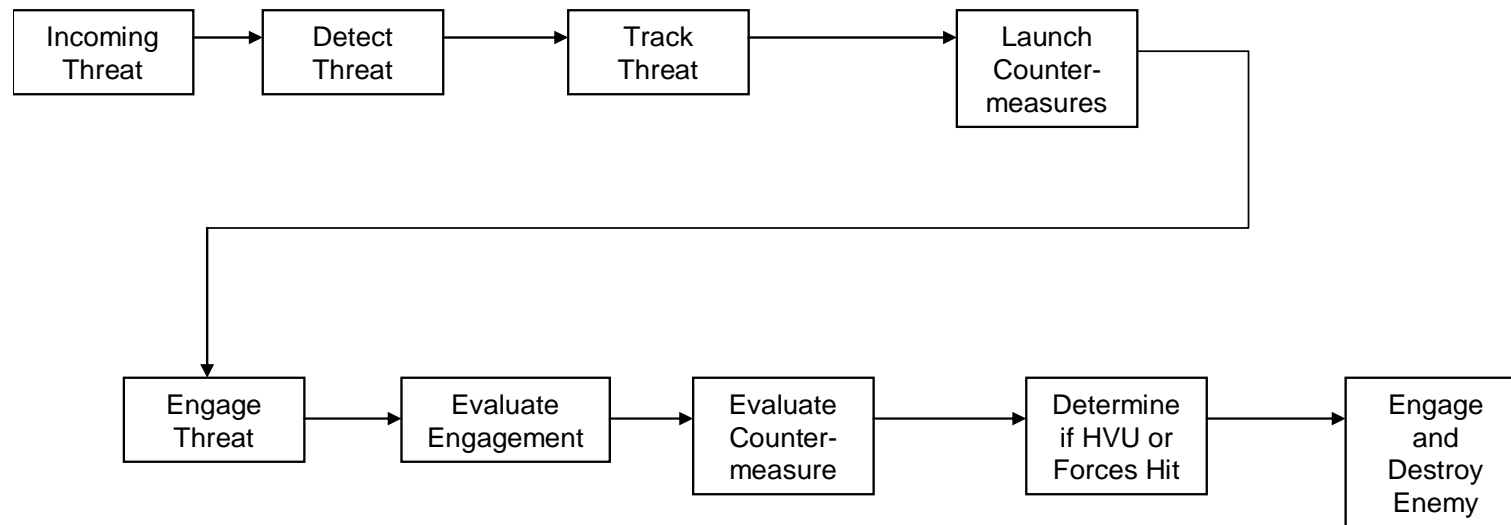 Incoming
Threat
Detect
Threat
Track
Threat
Launch
Counter-
measures
Engage
Threat
Evaluate
Engagement
Evaluate
Counter-
measure
Determine
if HVU or
Forces Hit
Engage
and
Destroy
Enemy